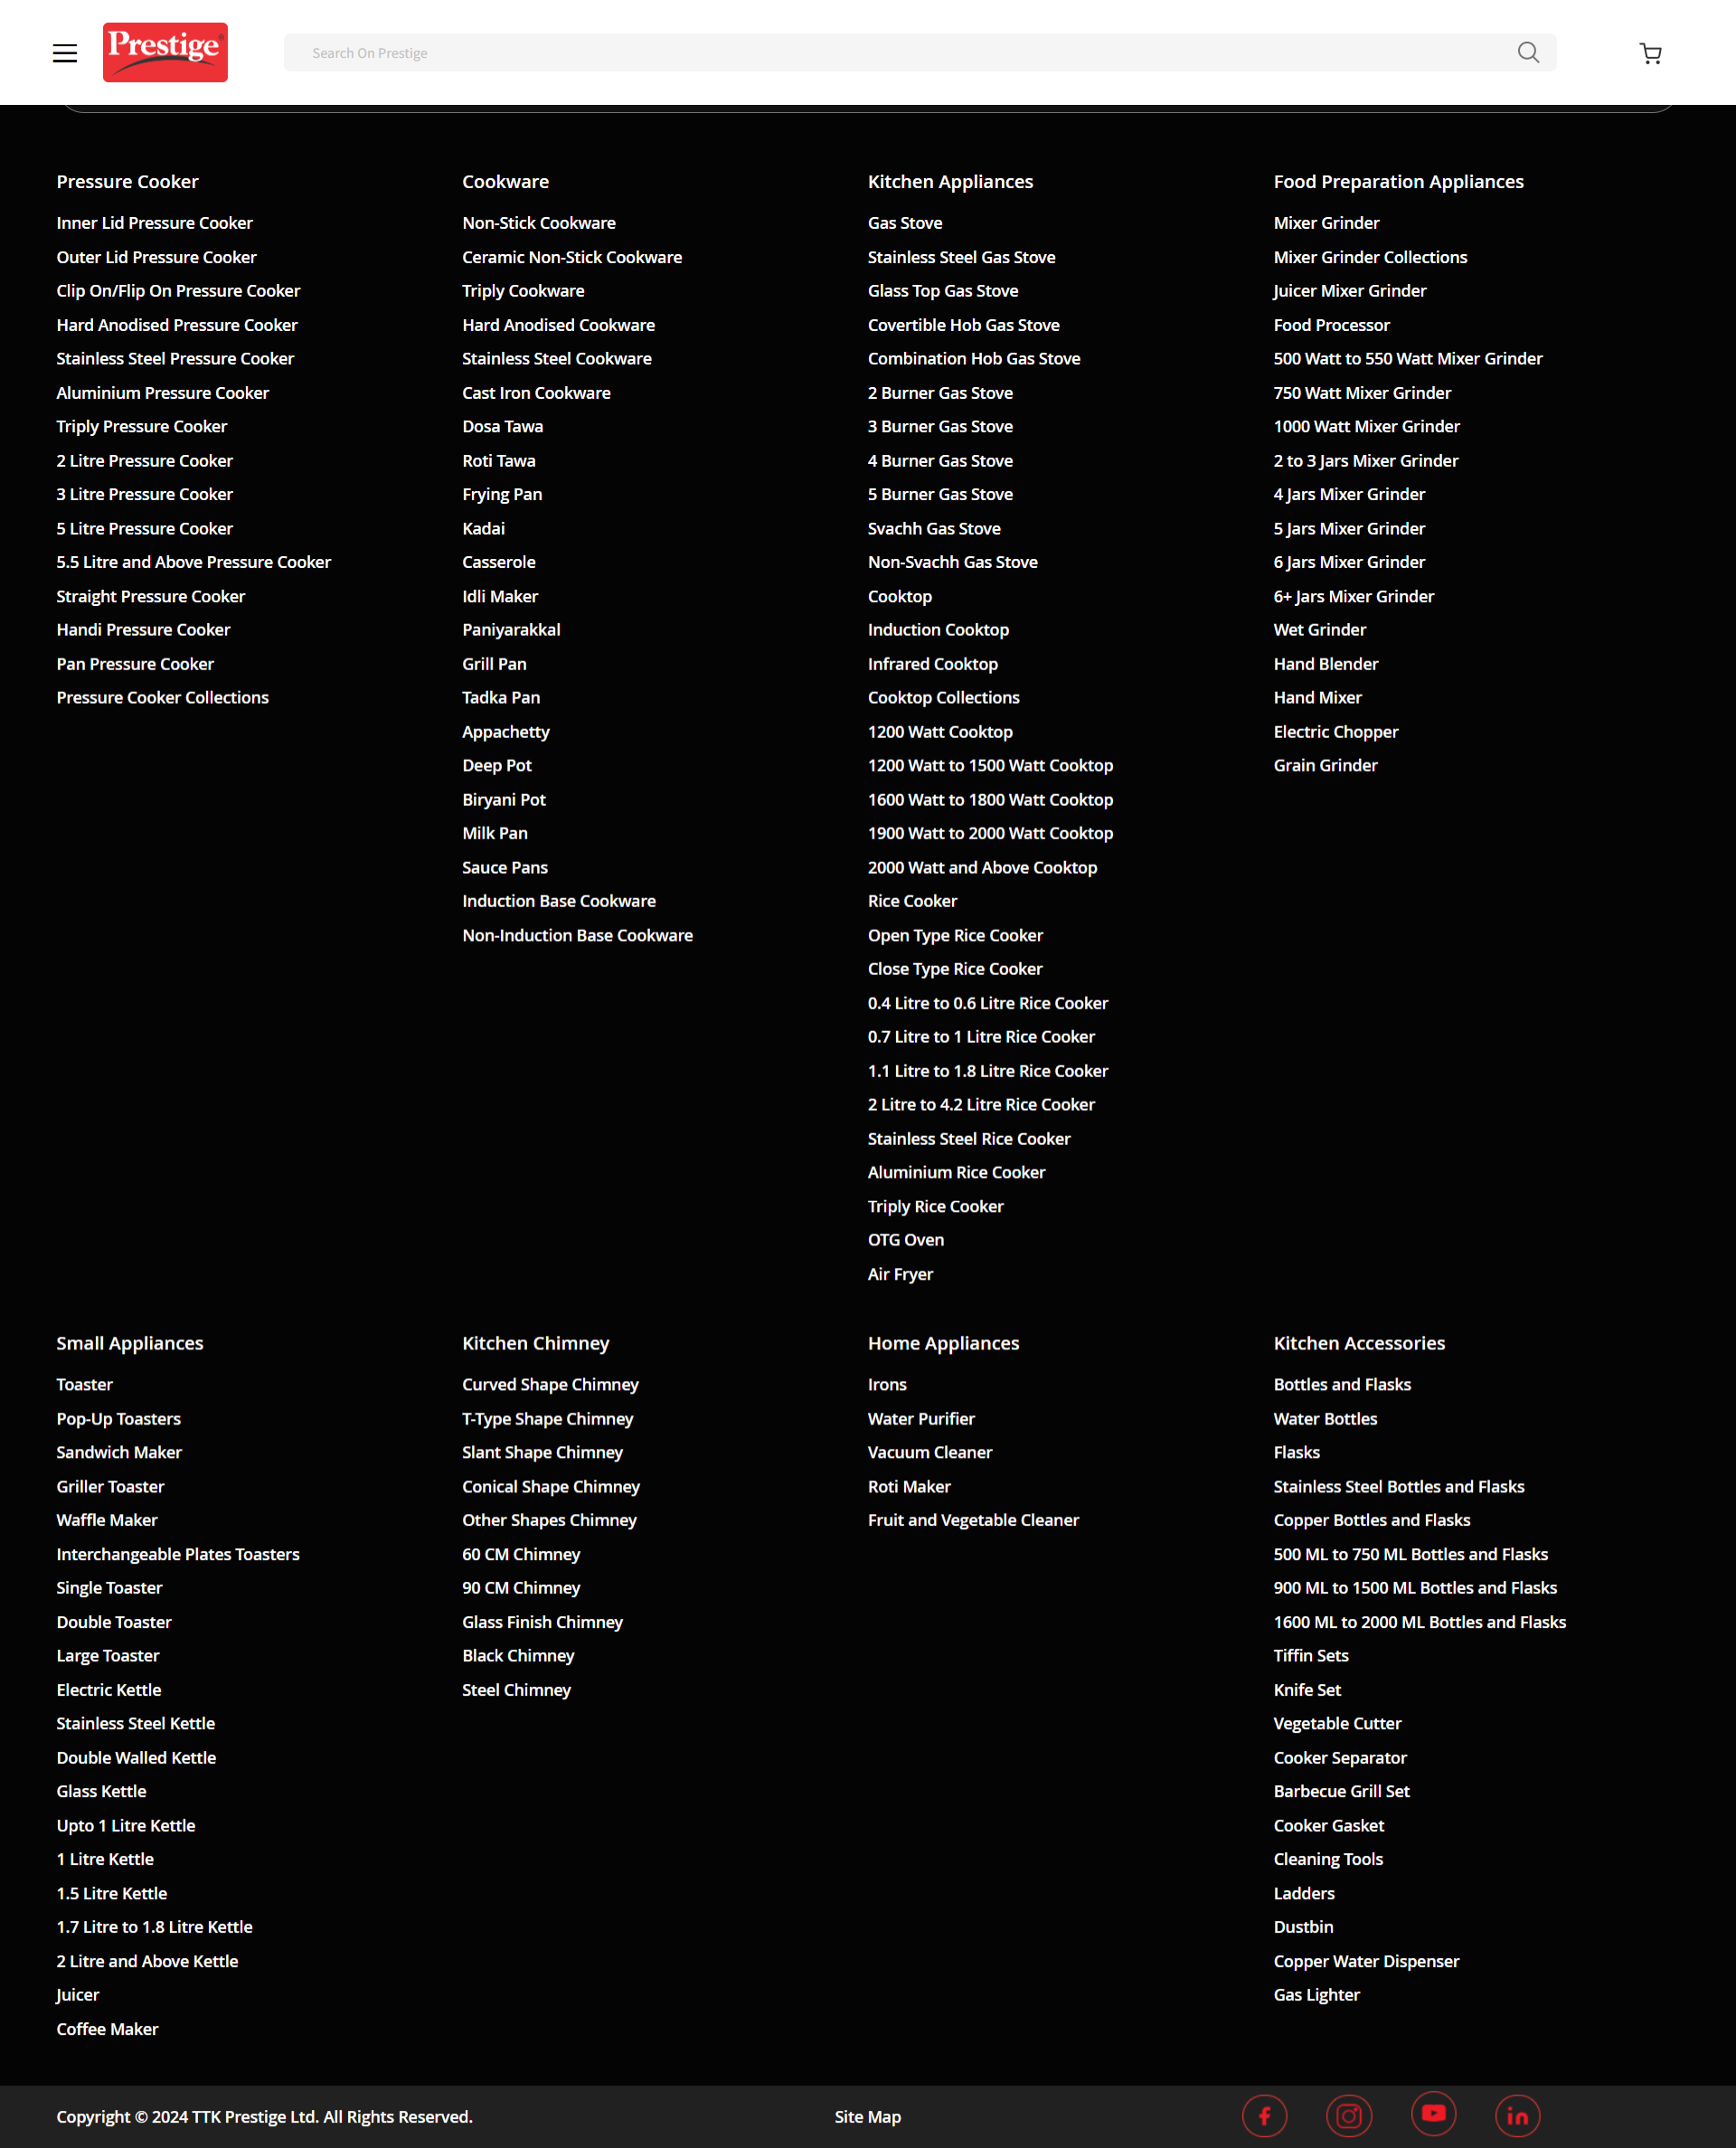 Prestige
Search On Prestige
Pressure Cooker
Inner Lid Pressure Cooker
Outer Lid Pressure Cooker
Clip On/Flip On Pressure Cooker
Hard Anodised Pressure Cooker
Stainless Steel Pressure Cooker
Aluminium Pressure Cooker
Triply Pressure Cooker
2 Litre Pressure Cooker
3 Litre Pressure Cooker
5 Litre Pressure Cooker
5.5 Litre and Above Pressure Cooker
Straight Pressure Cooker
Handi Pressure Cooker
Pan Pressure Cooker
Pressure Cooker Collections
Cookware
Non-Stick Cookware
Ceramic Non-Stick Cookware
Triply Cookware
Hard Anodised Cookware
Stainless Steel Cookware
Cast Iron Cookware
Dosa Tawa
Roti Tawa
Frying Pan
Kadai
Casserole
Idli Maker
Paniyarakkal
Grill Pan
Tadka Pan
Appachetty
Deep Pot
Biryani Pot
Milk Pan
Sauce Pans
Induction Base Cookware
Non-Induction Base Cookware
Kitchen Appliances
Gas Stove
Stainless Steel Gas Stove
Glass Top Gas Stove
Covertible Hob Gas Stove
Combination Hob Gas Stove
2 Burner Gas Stove
3 Burner Gas Stove
4 Burner Gas Stove
5 Burner Gas Stove
Svachh Gas Stove
Non-Svachh Gas Stove
Cooktop
Induction Cooktop
Infrared Cooktop
Cooktop Collections
1200 Watt Cooktop
1200 Watt to 1500 Watt Cooktop
1600 Watt to 1800 Watt Cooktop
1900 Watt to 2000 Watt Cooktop
2000 Watt and Above Cooktop
Rice Cooker
Open Type Rice Cooker
Close Type Rice Cooker
0.4 Litre to 0.6 Litre Rice Cooker
0.7 Litre to 1 Litre Rice Cooker
1.1 Litre to 1.8 Litre Rice Cooker
2 Litre to 4.2 Litre Rice Cooker
Stainless Steel Rice Cooker
Aluminium Rice Cooker
Triply Rice Cooker
OTG Oven
Air Fryer
Food Preparation Appliances
Mixer Grinder
Mixer Grinder Collections
Juicer Mixer Grinder
Food Processor
500 Watt to 550 Watt Mixer Grinder
750 Watt Mixer Grinder
1000 Watt Mixer Grinder
2 to 3 Jars Mixer Grinder
4 Jars Mixer Grinder
5 Jars Mixer Grinder
6 Jars Mixer Grinder
6+ Jars Mixer Grinder
Wet Grinder
Hand Blender
Hand Mixer
Electric Chopper
Grain Grinder
Small Appliances
Toaster
Pop-Up Toasters
Sandwich Maker
Griller Toaster
Waffle Maker
Interchangeable Plates Toasters
Single Toaster
Double Toaster
Large Toaster
Electric Kettle
Stainless Steel Kettle
Double Walled Kettle
Glass Kettle
Upto 1 Litre Kettle
1 Litre Kettle
1.5 Litre Kettle
1.7 Litre to 1.8 Litre Kettle
2 Litre and Above Kettle
Juicer
Coffee Maker
Kitchen Chimney
Curved Shape Chimney
T-Type Shape Chimney
Slant Shape Chimney
Conical Shape Chimney
Other Shapes Chimney
60 CM Chimney
90 CM Chimney
Glass Finish Chimney
Black Chimney
Steel Chimney
Home Appliances
Irons
Water Purifier
Vacuum Cleaner
Roti Maker
Fruit and Vegetable Cleaner
Kitchen Accessories
Bottles and Flasks
Water Bottles
Flasks
Stainless Steel Bottles and Flasks
Copper Bottles and Flasks
500 ML to 750 ML Bottles and Flasks
900 ML to 1500 ML Bottles and Flasks
1600 ML to 2000 ML Bottles and Flasks
Tiffin Sets
Knife Set
Vegetable Cutter
Cooker Separator
Barbecue Grill Set
Cooker Gasket
Cleaning Tools
Ladders
Dustbin
Copper Water Dispenser
Gas Lighter
Copyright © 2024 TTK Prestige Ltd. All Rights Reserved.
Site Map